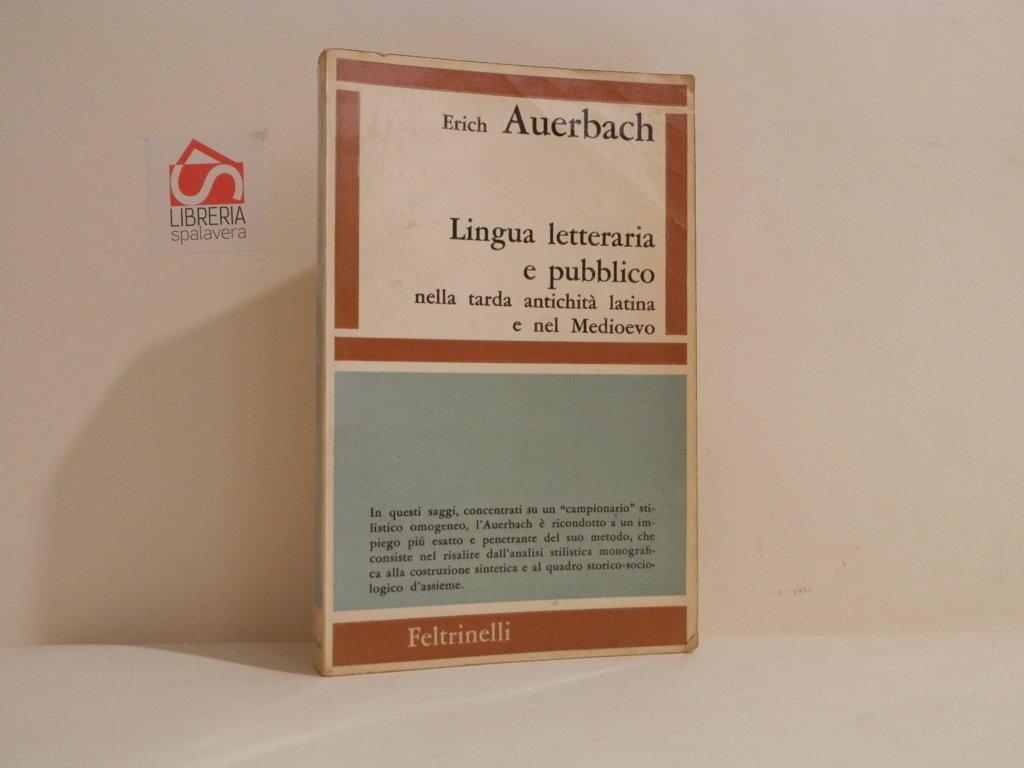 LIBRERIA
spalavera
Erich Auerbach
Lingua letteraria
e pubblico
nella tarda antichità latina
e nel Medioevo
In questi saggi, concentrati su un "campionario" sti-
listico omogeneo, l'Auerbach è ricondotto a un im-
piego piú esatto e penetrante del suo metodo, che
consiste nel risalire dall'analisi stilistica monografi-
ca alla costruzione sintetica e al quadro storico-socio-
logico d'assieme.
Feltrinelli